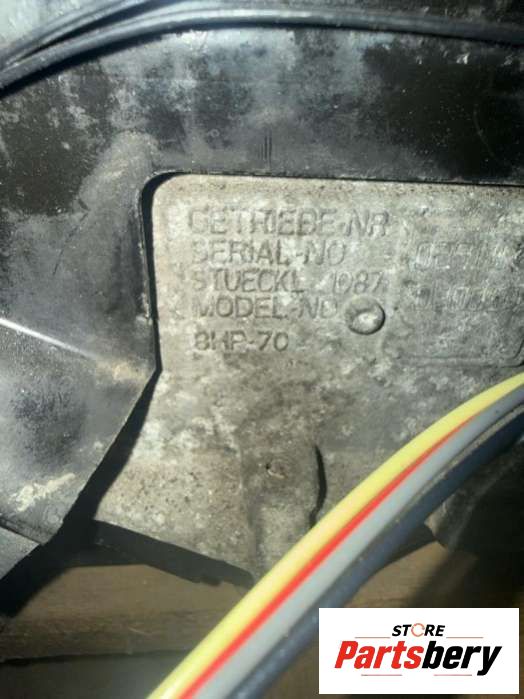 GETRIEBE-NR
SERIAL-NO
STUECKL 1087
MODEL-NO
8HP-70
STORE
Partsbery